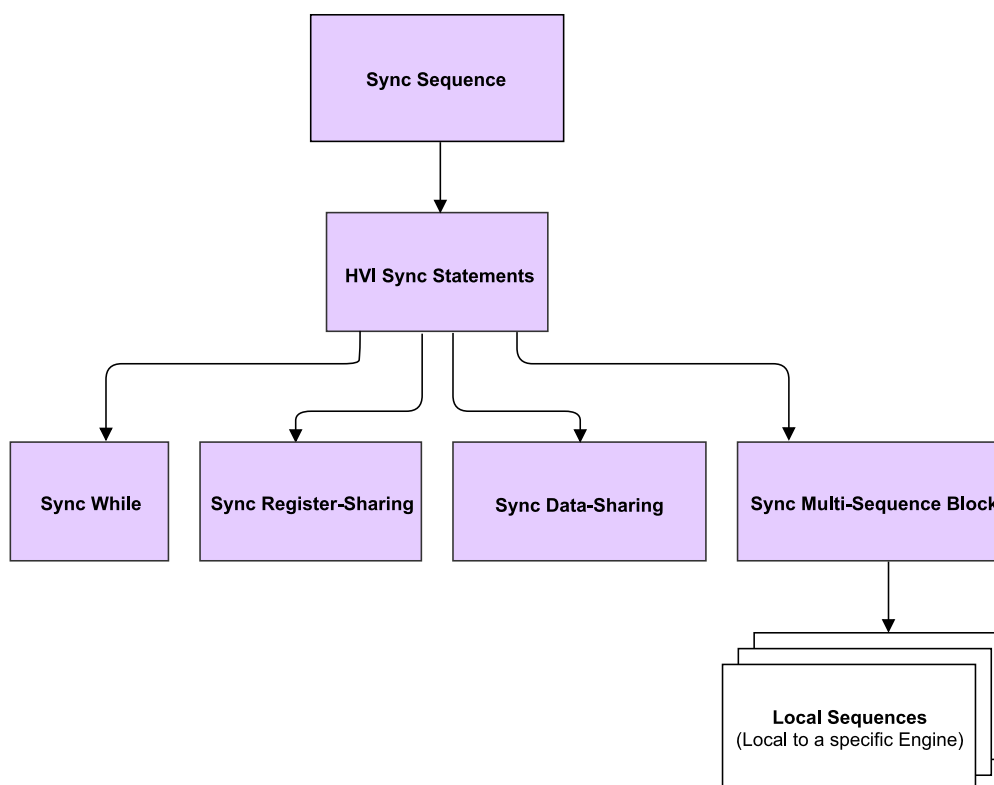 Sync Sequence
HVI Sync Statements
Sync While
Sync Register-Sharing
Sync Data-Sharing
Sync Multi-Sequence Block
Local Sequences
(Local to a specific Engine)